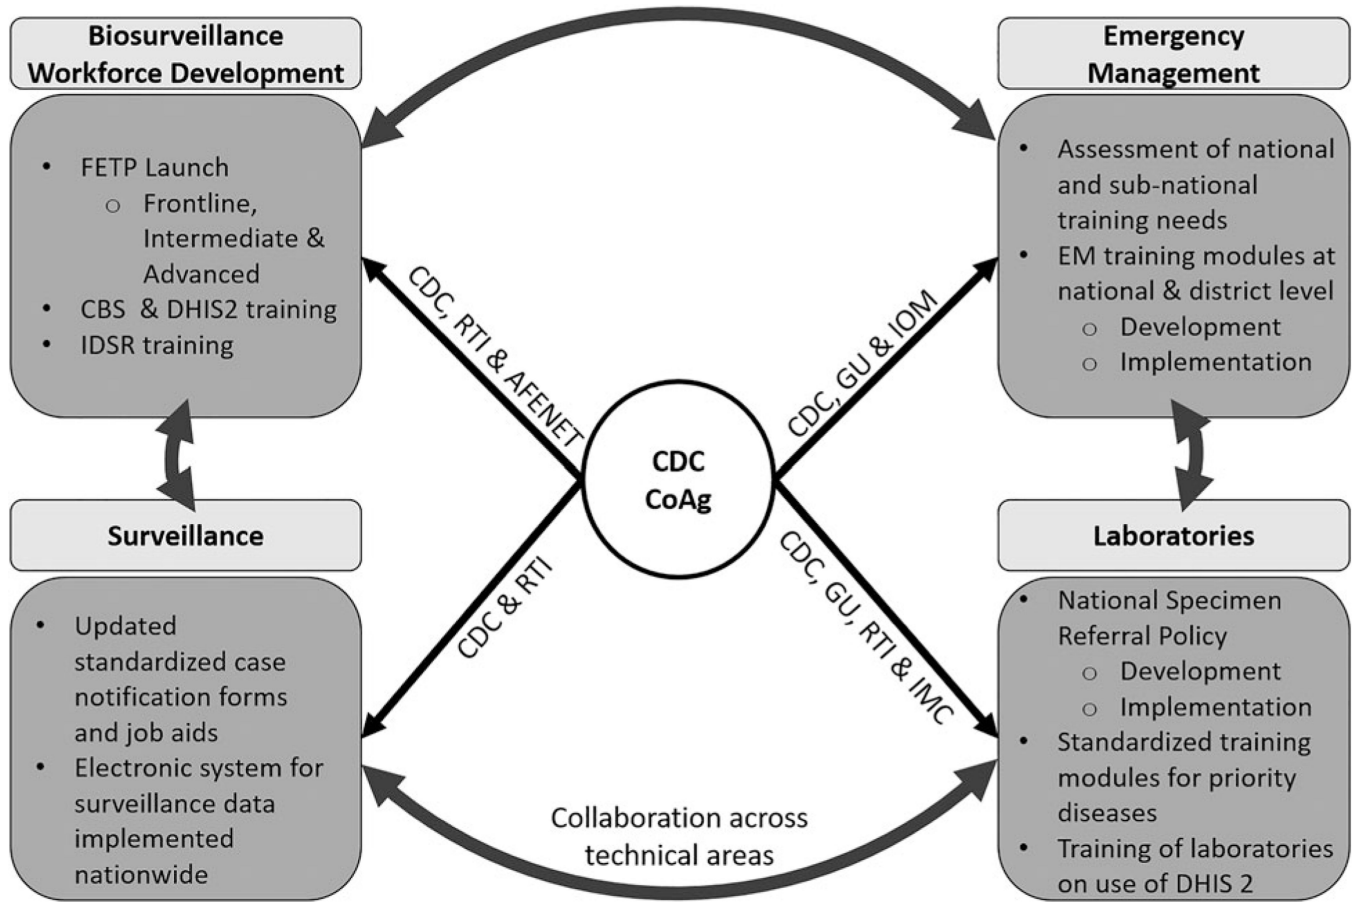 Biosurveillance
Workforce Development
• FETP Launch
o Frontline,
Intermediate &
Advanced
• CBS & DHIS2 training
• IDSR training
Emergency
Management
• Assessment of national
and sub-national
training needs
• EM training modules at
national & district level
o Development
o Implementation
CDC, RTI & AFENET
CDC, GU & IOM
CDC
CoAg
CDC & RTI
CDC, GU, RTI & IMC
Surveillance
• Updated
standardized case
notification forms
and job aids
• Electronic system for
surveillance data
implemented
nationwide
Laboratories
• National Specimen
Referral Policy
o Development
o Implementation
• Standardized training
modules for priority
diseases
• Training of laboratories
on use of DHIS 2
Collaboration across
technical areas